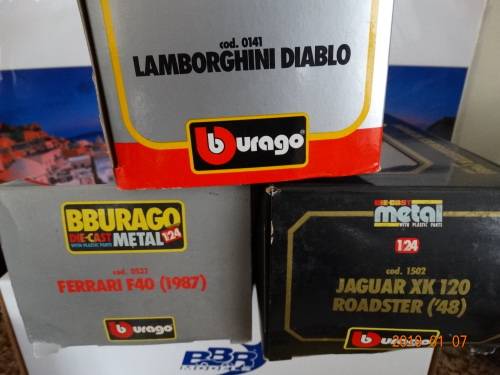 cod. 0141
LAMBORGHINI DIABLO
burago
BBURAGO
DIE-CAST METAL 1:24
WITH PLASTIC PARTS
cod. 0532
FERRARI F40 (1987)
burago
DIE-CAST
metal
WITH PLASTIC PARTS
1:24
cod. 1502
JAGUAR XK 120
ROADSTER ('48)
burago
2010 01 07
BBR